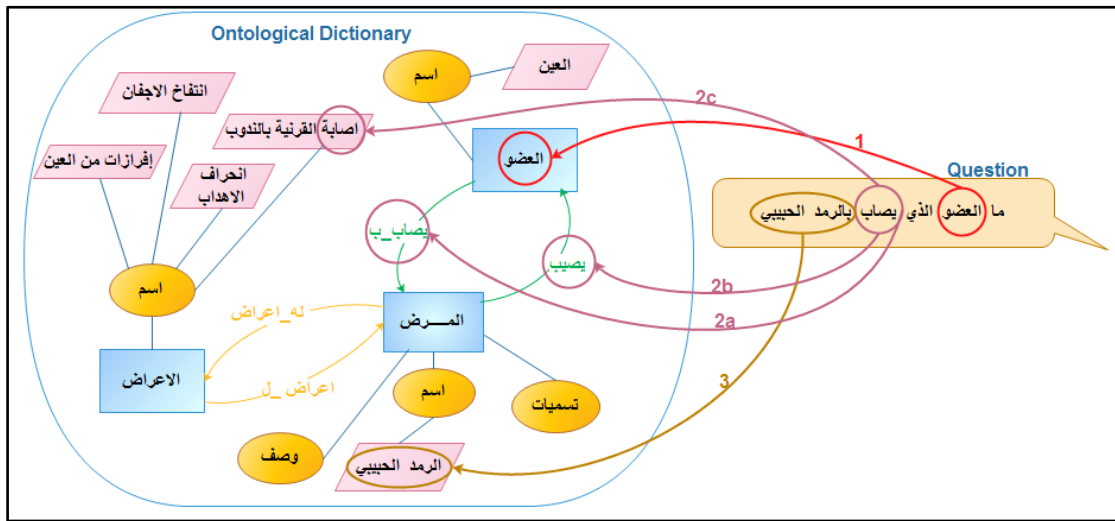 Ontological Dictionary
اسم
العين
انتفاخ الاجفان
2c
اصابة القرنية بالندوب
العضو
1
إفرازات من العين
انحراف
الاهداب
Question
ما العضو الذي يصاب بالرمد الحبيبي
يصاب_ب
يصيب
2b
اسم
له_اعراض
المـــرض
2a
الاعراض
اعراض_ل
اسم
تسميات
3
وصف
الرمد الحبيبي